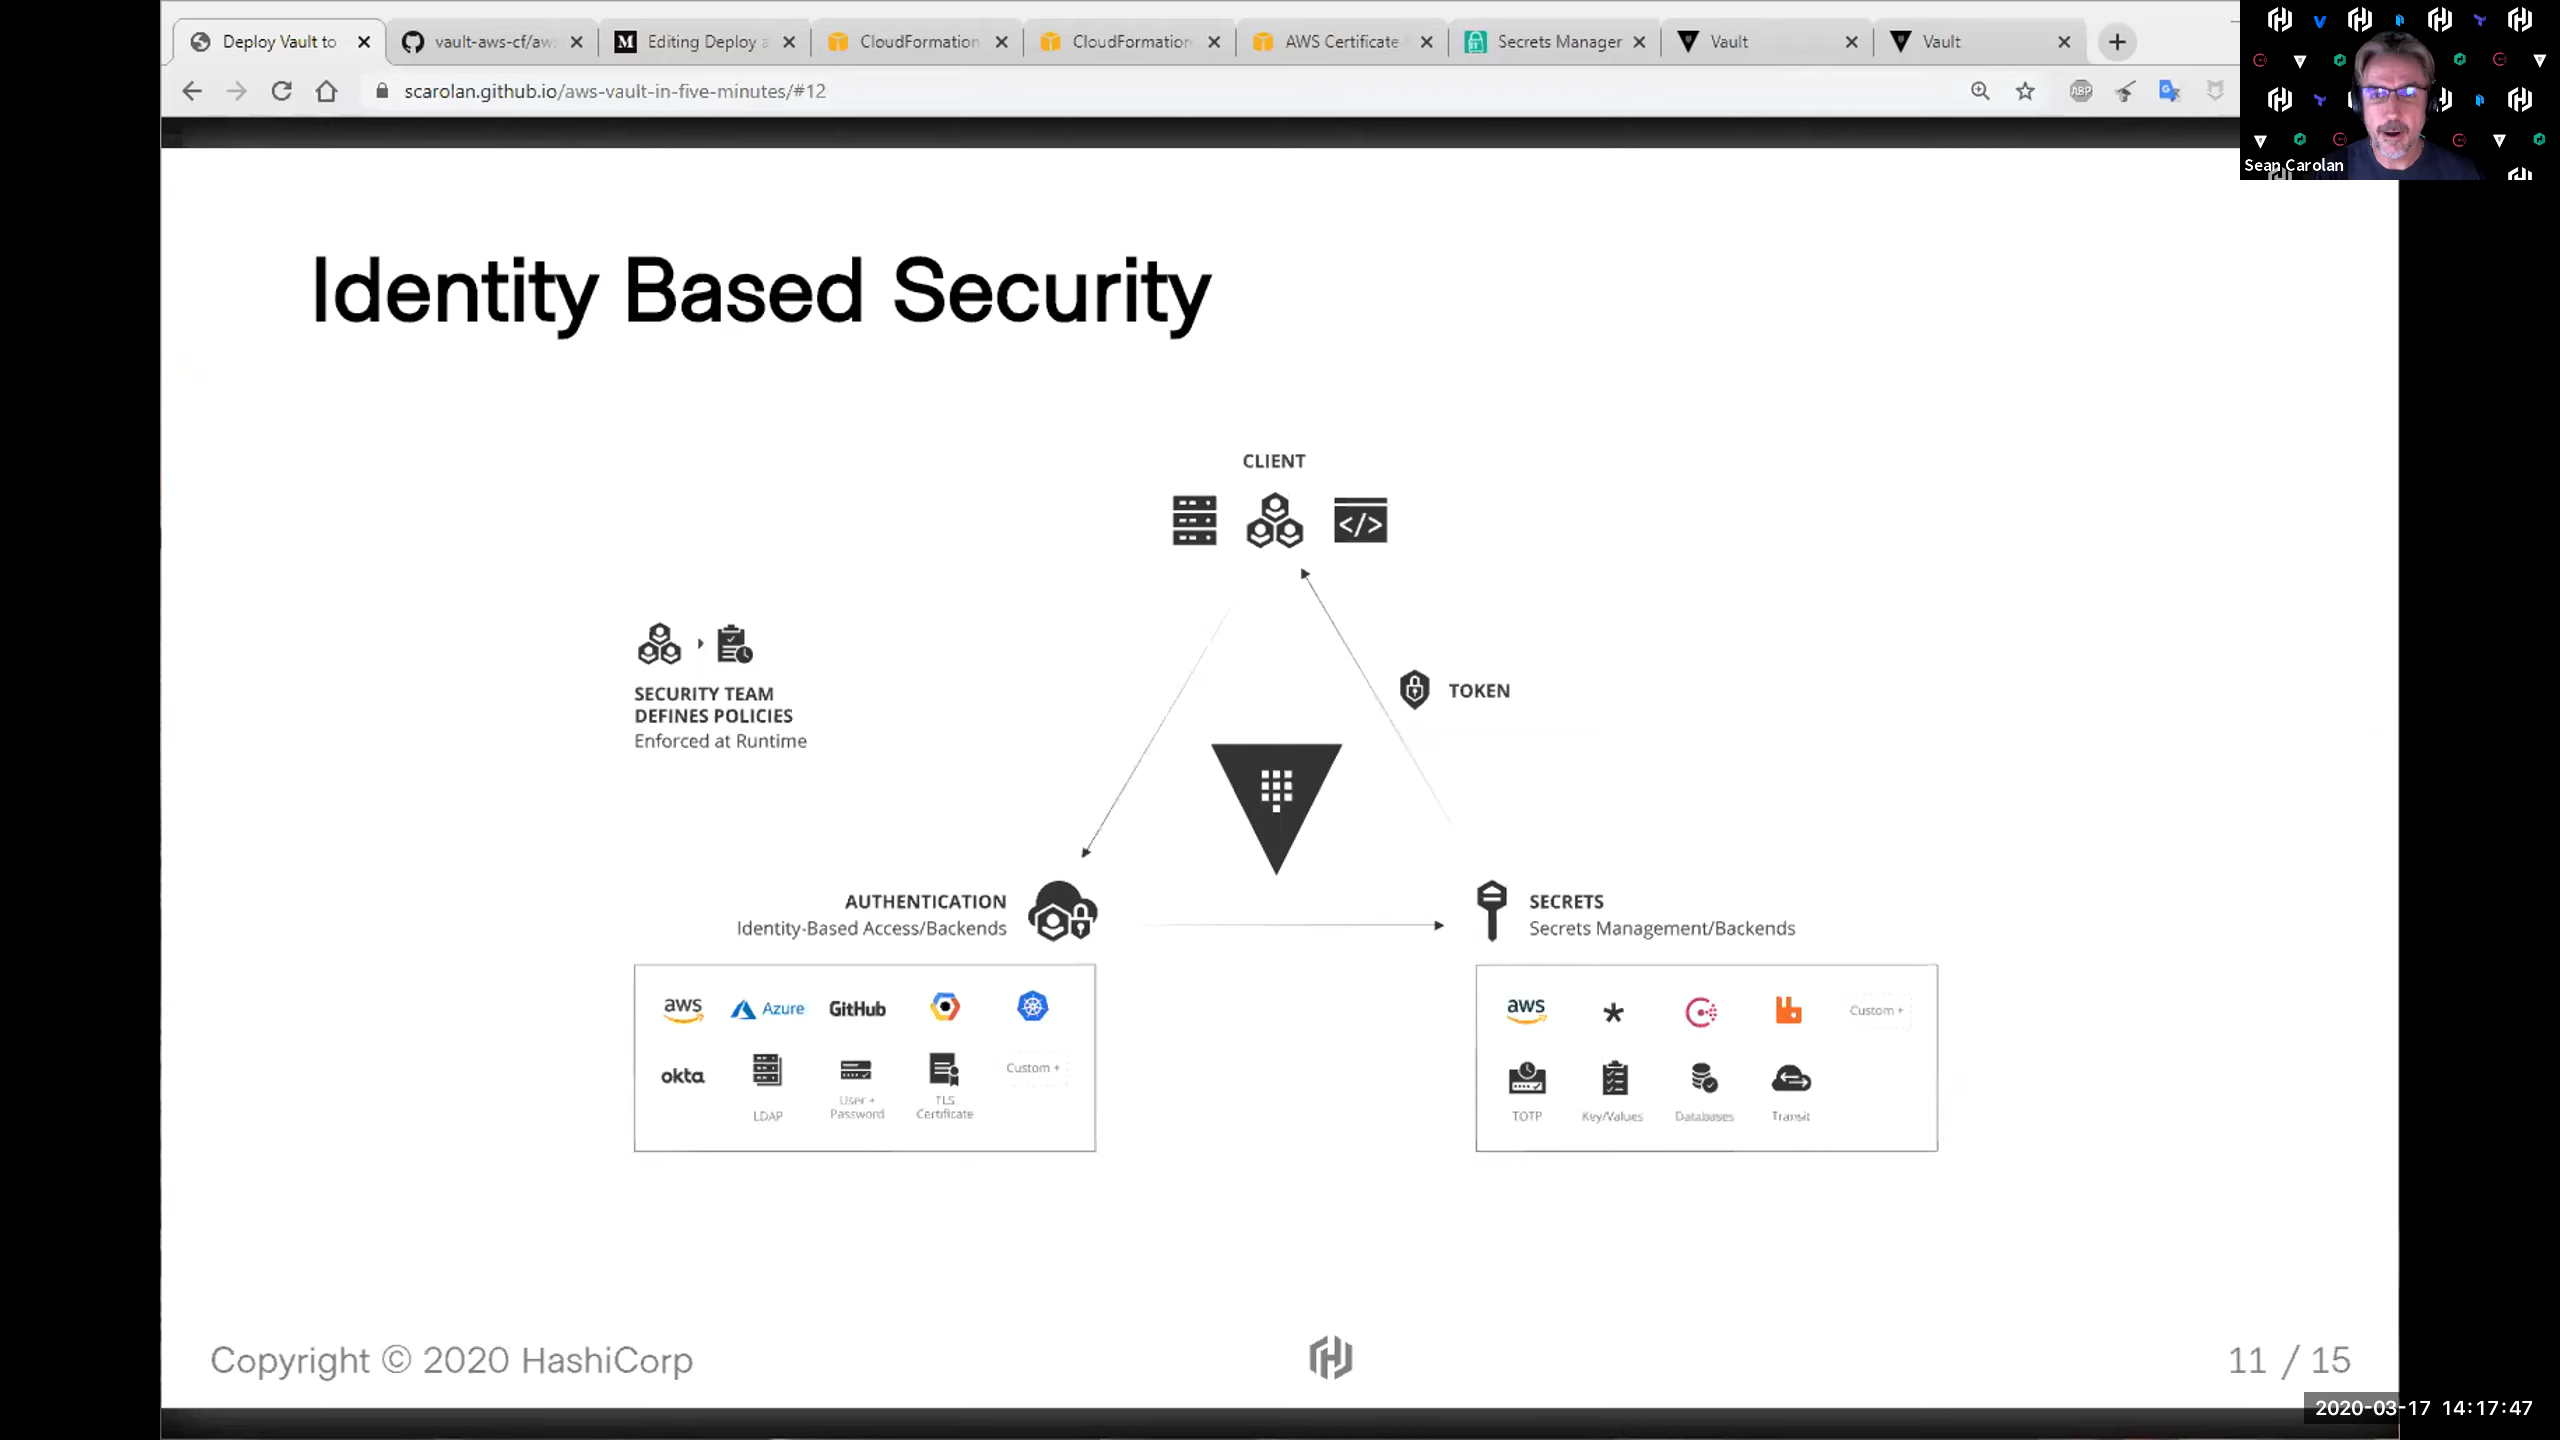 Deploy Vault to
vault-aws-cf/aw
Editing Deploy a
CloudFormation
CloudFormation
AWS Certificate
Secrets Manager
Vault
Vault
scarolan.github.io/aws-vault-in-five-minutes/#12
ABP
Sean Carolan
Identity Based Security
CLIENT
</>
SECURITY TEAM
DEFINES POLICIES
Enforced at Runtime
TOKEN
AUTHENTICATION
Identity-Based Access/Backends
SECRETS
Secrets Management/Backends
aws
Azure
GitHub
okta
LDAP
User +
Password
TLS
Certificate
Custom +
aws
Custom +
TOTP
Key/Values
Databases
Transit
Copyright © 2020 HashiCorp
11 / 15
2020-03-17 14:17:47